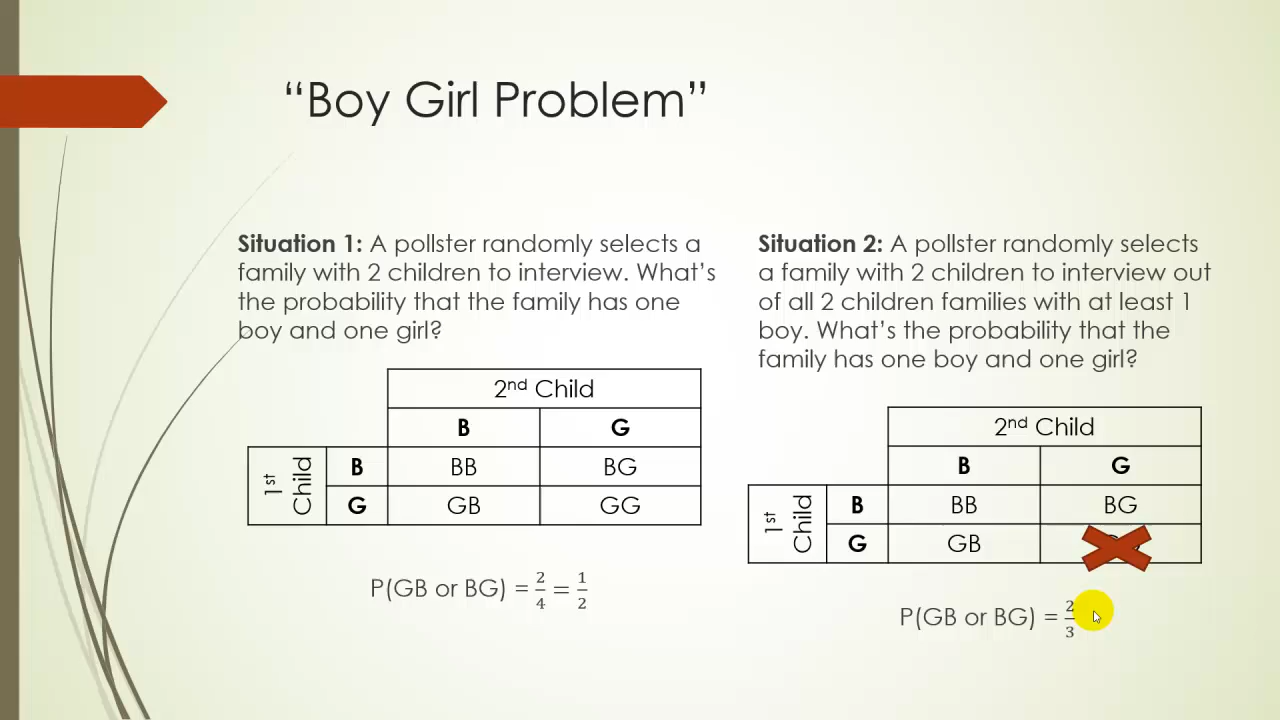 “Boy Girl Problem”
Situation 1: A pollster randomly selects a
family with 2 children to interview. What’s
the probability that the family has one
boy and one girl?
2nd Child
B G
1st Child
B BB BG
G GB GG
P(GB or BG) = 2/4 = 1/2
Situation 2: A pollster randomly selects
a family with 2 children to interview out
of all 2 children families with at least 1
boy. What’s the probability that the
family has one boy and one girl?
2nd Child
B G
1st Child
B BB BG
G GB
P(GB or BG) = 2/3